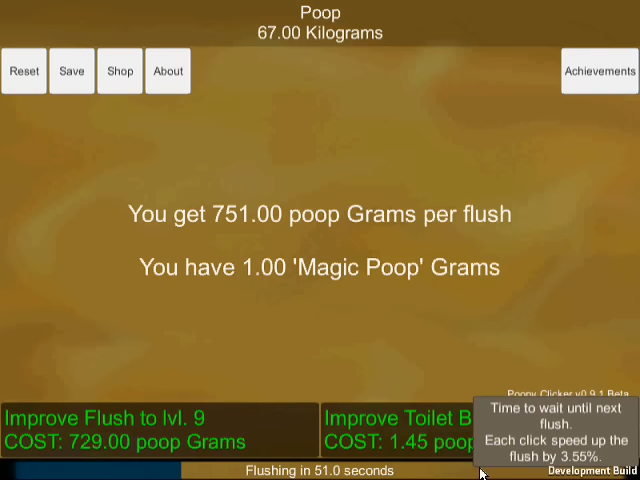 Poop
67.00 Kilograms
Reset
Save
Shop
About
Achievements
You get 751.00 poop Grams per flush
You have 1.00 'Magic Poop' Grams
Poopy Clicker v0.9.1 Beta
Improve Flush to lvl. 9
COST: 729.00 poop Grams
Improve Toilet B
COST: 1.45 poop
Time to wait until next
flush.
Each click speed up the
flush by 3.55%.
Flushing in 51.0 seconds
Development Build